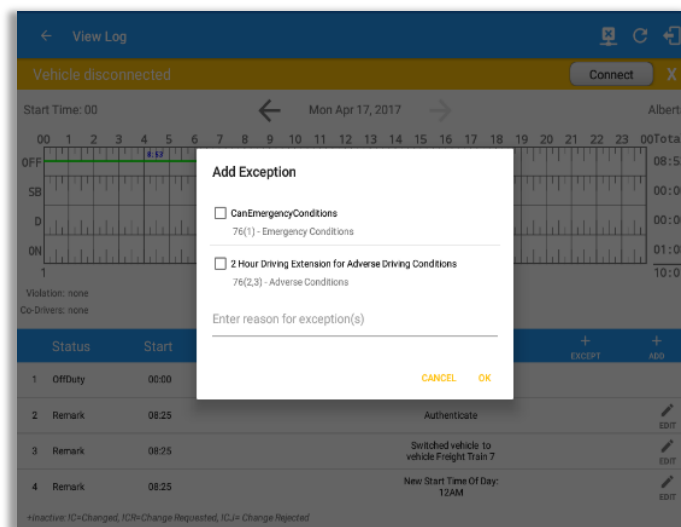 View Log
Vehicle disconnected
Connect
X
Start Time: 00
Mon Apr 17, 2017
Albert
00 1 2 3 4 5 6 7 8 9 10 11 12 13 14 15 16 17 18 19 20 21 22 23 00 Total
OFF
8:57
08:5
SB
00:0
D
00:0
ON
01:0
1
10:0
Violation: none
Co-Drivers: none
Add Exception
CanEmergencyConditions
76(1) - Emergency Conditions
2 Hour Driving Extension for Adverse Driving Conditions
76(2,3) - Adverse Conditions
Enter reason for exception(s)
CANCEL OK
Status Start
+ EXCEPT
+ ADD
1 OffDuty 00:00
2 Remark 08:25 Authenticate EDIT
3 Remark 08:25 Switched vehicle to
vehicle Freight Train 7 EDIT
4 Remark 08:25 New Start Time Of Day:
12AM EDIT
+inactive: IC=Changed, ICR=Change Requested, ICJ= Change Rejected